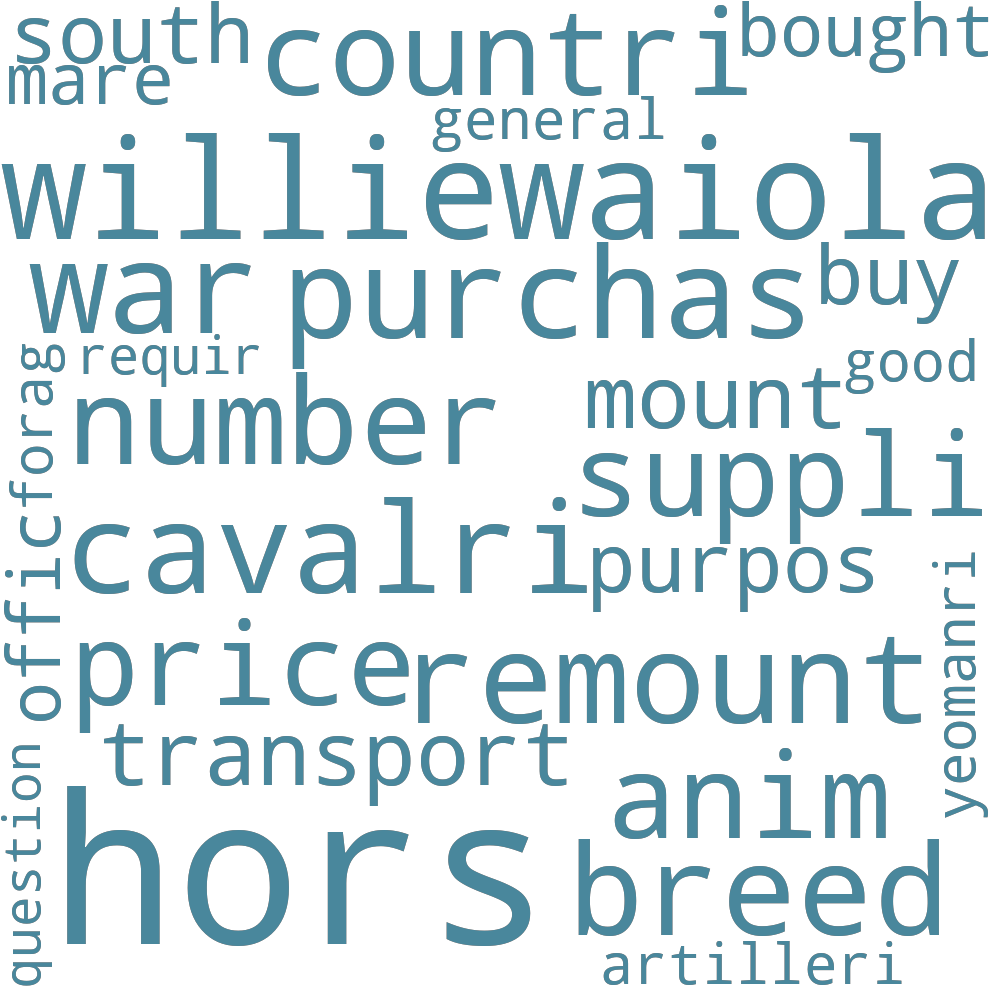 south countri bought
mare
general
williewaiola
war purchas buy
requir good
forag
number mount
suppli
cavalri
purpos
offic
yeomanri
price remount
transport
question
anim
hors breed
artilleri